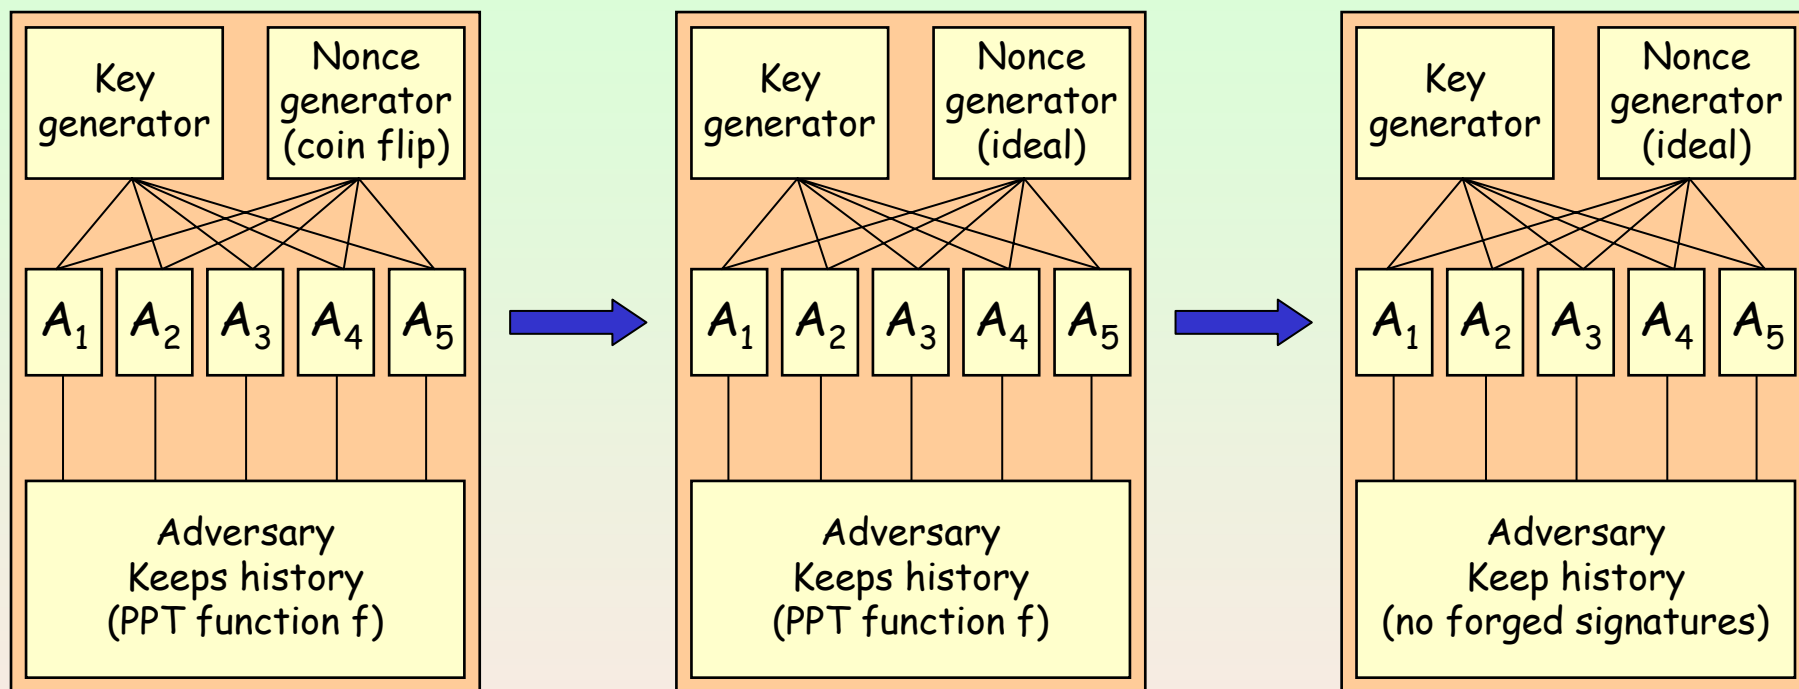 Key
generator
Nonce
generator
(coin flip)
A1
A2
A3
A4
A5
Adversary
Keeps history
(PPT function f)
Key
generator
Nonce
generator
(ideal)
A1
A2
A3
A4
A5
Adversary
Keeps history
(PPT function f)
Key
generator
Nonce
generator
(ideal)
A1
A2
A3
A4
A5
Adversary
Keep history
(no forged signatures)